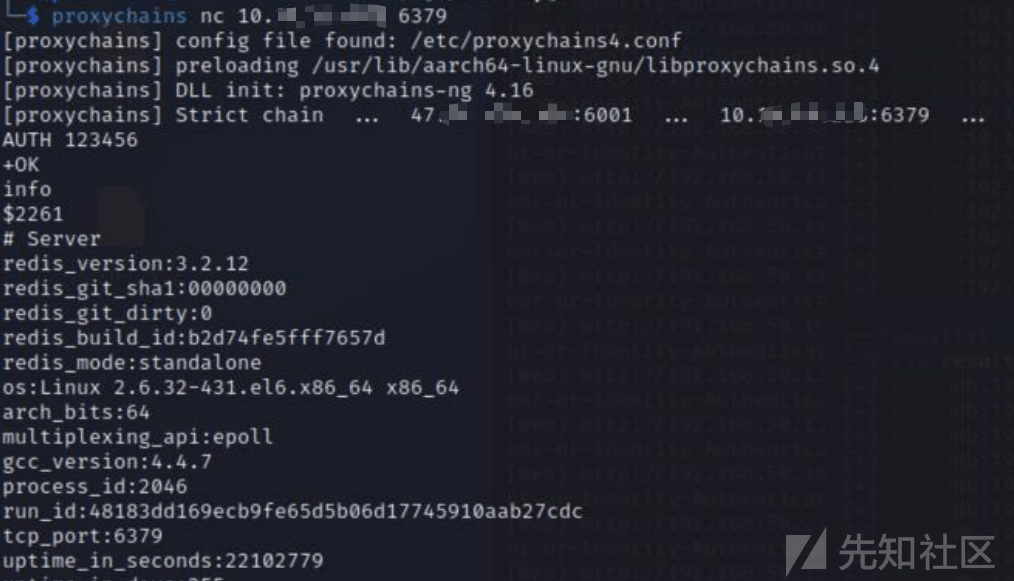 └─$ proxychains nc 10. 6379
[proxychains] config file found: /etc/proxychains4.conf
[proxychains] preloading /usr/lib/aarch64-linux-gnu/libproxychains.so.4
[proxychains] DLL init: proxychains-ng 4.16
[proxychains] Strict chain ... 47. :6001 ... 10. :6379 ...
AUTH 123456
+OK
info
$2261
# Server
redis_version:3.2.12
redis_git_sha1:00000000
redis_git_dirty:0
redis_build_id:b2d74fe5fff7657d
redis_mode:standalone
os:Linux 2.6.32-431.el6.x86_64 x86_64
arch_bits:64
multiplexing_api:epoll
gcc_version:4.4.7
process_id:2046
run_id:48183dd169ecb9fe65d5b06d17745910aab27cdc
tcp_port:6379
uptime_in_seconds:22102779
先知社区